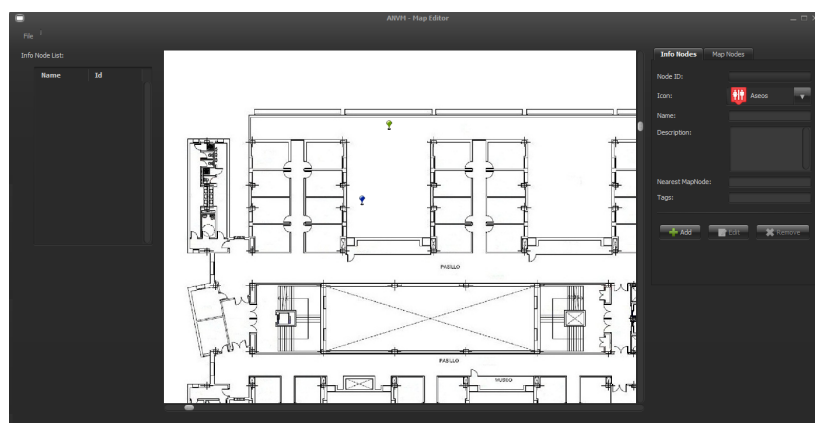 ANVM - Map Editor
File
Info Node List:
Name Id
Info Nodes Map Nodes
Node ID:
Icon: Aseos
Name:
Description:
Nearest MapNode:
Tags:
Add Edit Remove
PASILLO
PASILLO
MUSEO